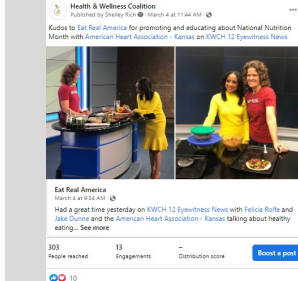 Health & Wellness Coalition
Published by Shelley Rich · March 4 at 11:44 AM ·
Kudos to Eat Real America for promoting and educating about National Nutrition
Month with American Heart Association - Kansas on KWCH 12 Eyewitness News
Eat Real America
March 4 at 9:34 AM ·
Had a great time yesterday on KWCH 12 Eyewitness News with Felicia Rolfe and
Jake Dunne and the American Heart Association - Kansas talking about healthy
eating... See more
303 13 –
People reached Engagements Distribution score
Boost a post
10